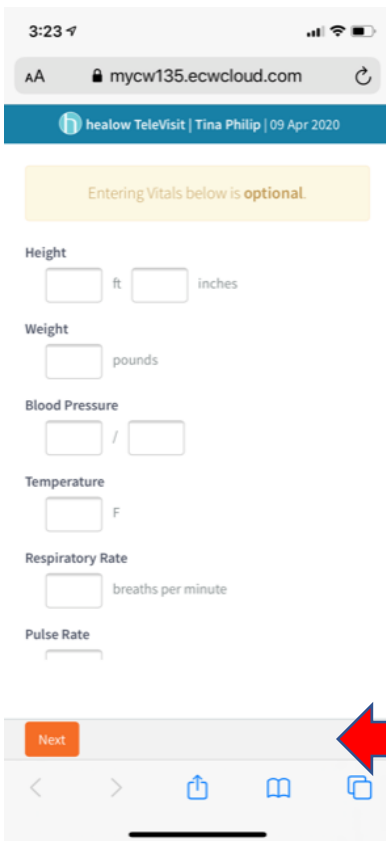 3:23
AA mycw135.ecwcloud.com
h healow TeleVisit | Tina Philip | 09 Apr 2020
Entering Vitals below is optional.
Height
ft inches
Weight
pounds
Blood Pressure
/
Temperature
F
Respiratory Rate
breaths per minute
Pulse Rate
Next